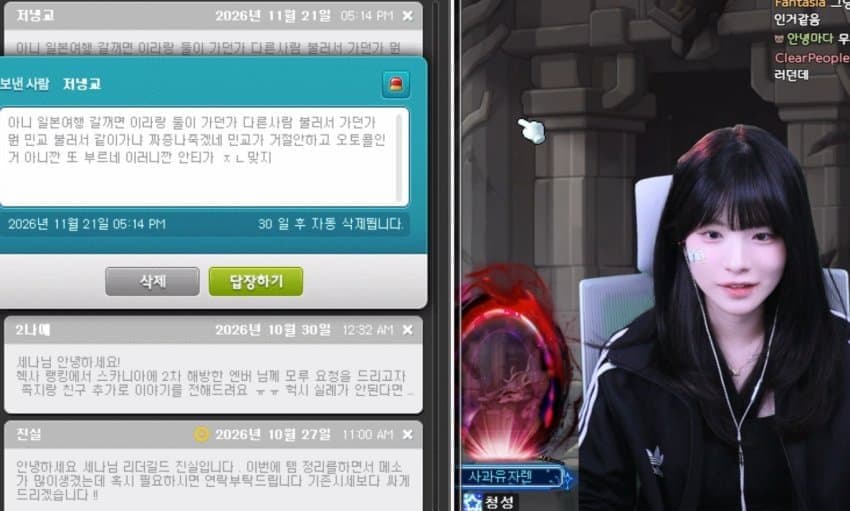 저녕교 2026년 11월 21일 05:14 PM
아니 일본여행 갈꺼면 이라랑 둘이 가던가 다른사람 불러서 가던가 뭔
보낸 사람 저녕교
아니 일본여행 갈꺼면 이라랑 둘이 가던가 다른사람 불러서 가던가
뭔 민교 불러서 같이가냐 짜증나죽겠네 민교가 거절안하고 오토콜인
거 아니깐 또 부르네 이러니깐 안티가 ㅈㄴ맞지
2026년 11월 21일 05:14 PM 30 일 후 자동 삭제됩니다.
삭제 답장하기
2나예 2026년 10월 30일 12:32 AM
세나님 안녕하세요!
헥사 랭킹에서 스카니아에 2차 해방한 엔버 님께 모루 요청을 드리고자
쪽지랑 친구 추가로 이야기를 전해드려요 ㅠㅠ 혹시 실례가 안된다면 ...
진실 2026년 10월 27일 11:00 AM
안녕하세요 세나님 리더길드 진실입니다 . 이번에 템 정리를하면서 메소
가 많이생겼는데 혹시 필요하시면 연락부탁드립니다 기존시세보다 싸게
드리겠습니다 !!
Fantasia 그냥
인거같음
안녕마다 우
ClearPeople
러던데
사과유자렌
청성